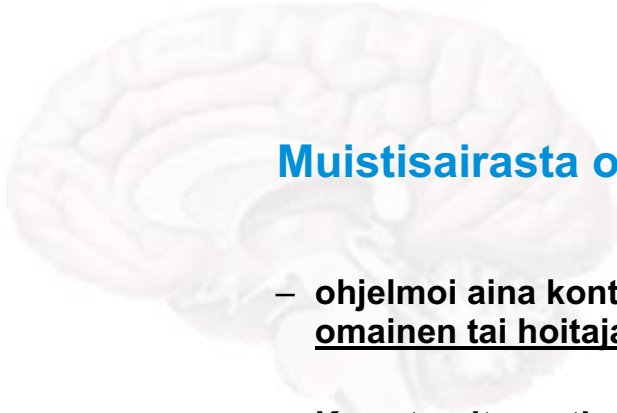 Muistisairasta o
– ohjelmoi aina kont
omainen tai hoitaja